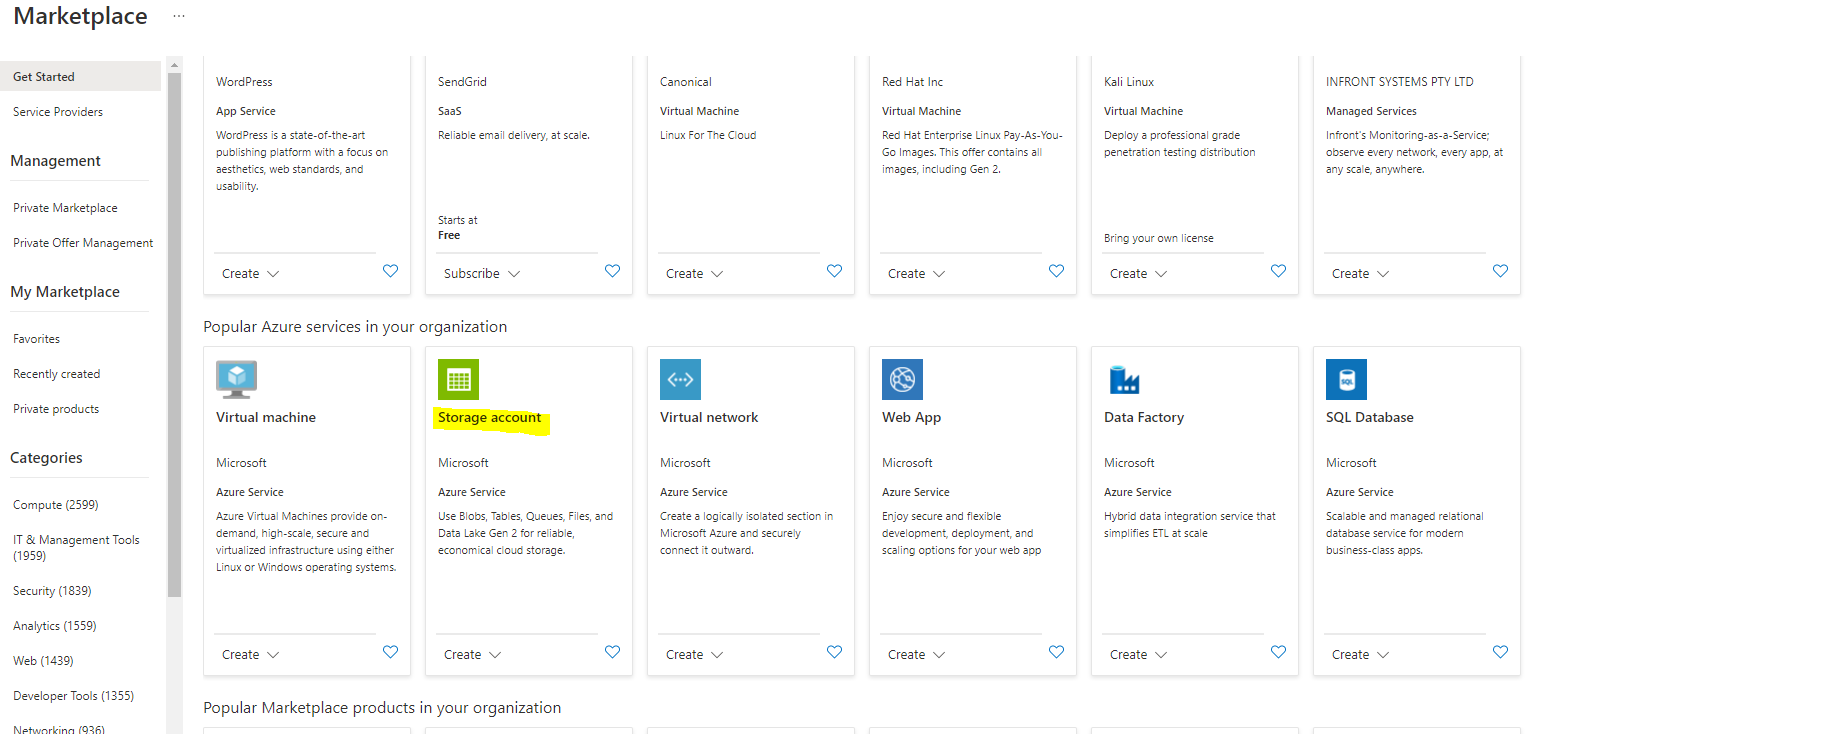 Marketplace ...
Get Started
Service Providers
Management
Private Marketplace
Private Offer Management
My Marketplace
Favorites
Recently created
Private products
Categories
Compute (2599)
IT & Management Tools
(1959)
Security (1839)
Analytics (1559)
Web (1439)
Developer Tools (1355)
Networking (936)
WordPress
App Service
WordPress is a state-of-the-art
publishing platform with a focus on
aesthetics, web standards, and
usability.
Create
SendGrid
SaaS
Reliable email delivery, at scale.
Starts at
Free
Subscribe
Canonical
Virtual Machine
Linux For The Cloud
Create
Red Hat Inc
Virtual Machine
Red Hat Enterprise Linux Pay-As-You-
Go Images. This offer contains all
images, including Gen 2.
Create
Kali Linux
Virtual Machine
Deploy a professional grade
penetration testing distribution
Bring your own license
Create
INFRONT SYSTEMS PTY LTD
Managed Services
Infront's Monitoring-as-a-Service;
observe every network, every app, at
any scale, anywhere.
Create
Popular Azure services in your organization
Virtual machine
Microsoft
Azure Service
Azure Virtual Machines provide on-
demand, high-scale, secure and
virtualized infrastructure using either
Linux or Windows operating systems.
Create
Storage account
Microsoft
Azure Service
Use Blobs, Tables, Queues, Files, and
Data Lake Gen 2 for reliable,
economical cloud storage.
Create
Virtual network
Microsoft
Azure Service
Create a logically isolated section in
Microsoft Azure and securely
connect it outward.
Create
Web App
Microsoft
Azure Service
Enjoy secure and flexible
development, deployment, and
scaling options for your web app
Create
Data Factory
Microsoft
Azure Service
Hybrid data integration service that
simplifies ETL at scale
Create
SQL
SQL Database
Microsoft
Azure Service
Scalable and managed relational
database service for modern
business-class apps.
Create
Popular Marketplace products in your organization